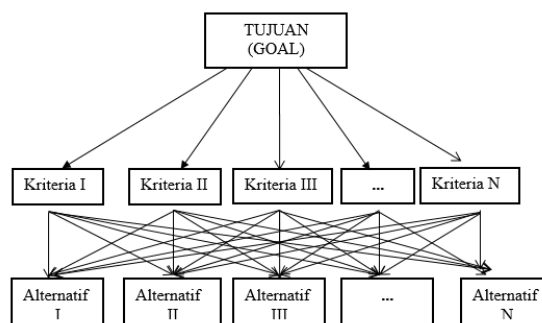 TUJUAN
(GOAL)
Kriteria I
Kriteria II
Kriteria III
...
Kriteria N
Alternatif
I
Alternatif
II
Alternatif
III
...
Alternatif
N